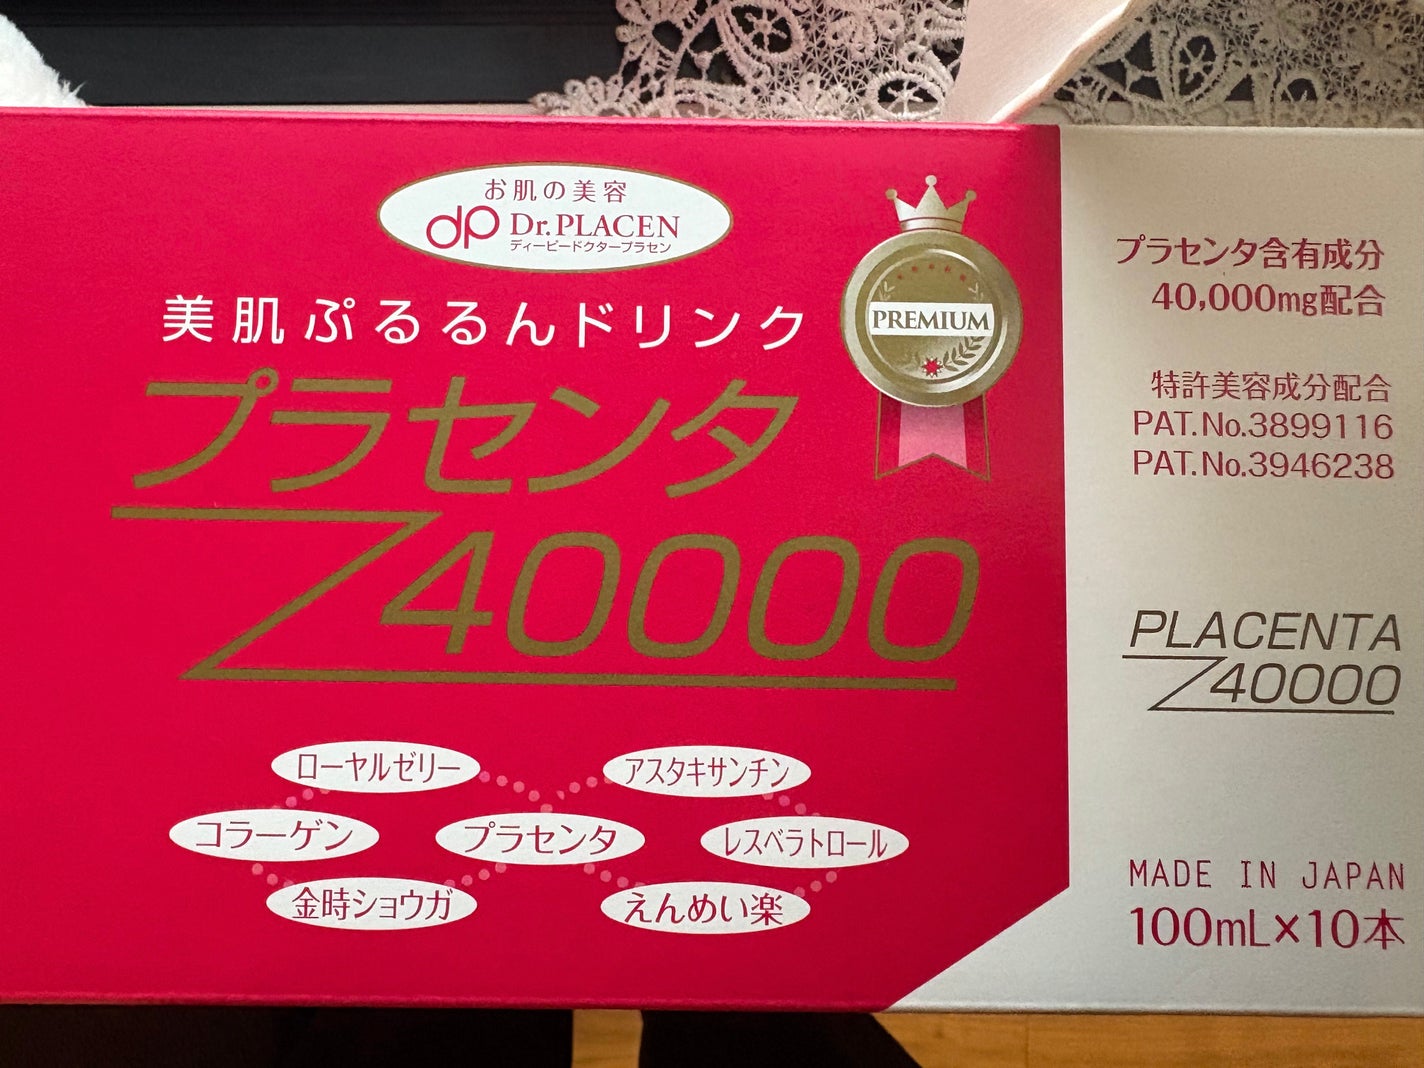 お肌の美容
dp Dr.PLACEN
ディーピードクタープラセン
美肌ぷるるんドリンク
プラセンタ
Z40000
PREMIUM
ローヤルゼリー
アスタキサンチン
コラーゲン
プラセンタ
レスベラトロール
金時ショウガ
えんめい楽
プラセンタ含有成分
40,000mg配合
特許美容成分配合
PAT.No.3899116
PAT.No.3946238
PLACENTA
Z40000
MADE IN JAPAN
100mL×10本